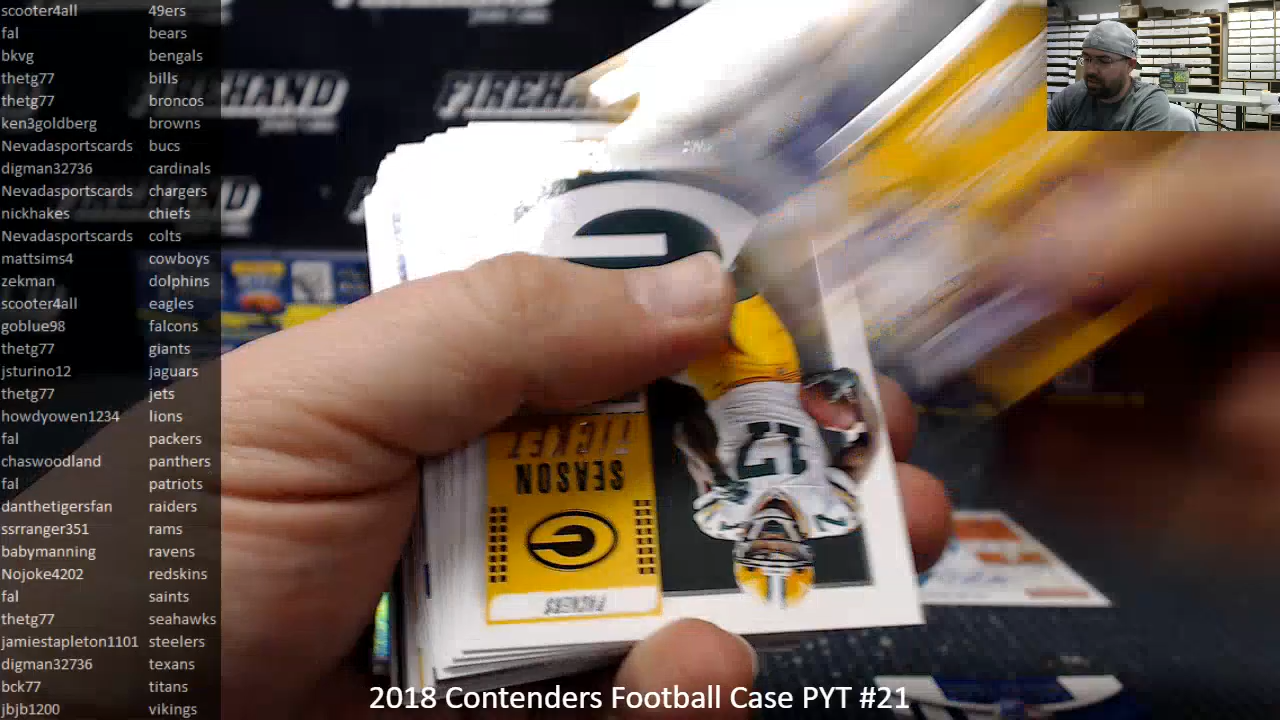 scooter4all 49ers
fal bears
bkvg bengals
thetg77 bills
thetg77 broncos
ken3goldberg browns
Nevadasportscards bucs
digman32736 cardinals
Nevadasportscards chargers
nickhakes chiefs
Nevadasportscards colts
mattsims4 cowboys
zekman dolphins
scooter4all eagles
goblue98 falcons
thetg77 giants
jsturino12 jaguars
thetg77 jets
howdyowen1234 lions
fal packers
chaswoodland panthers
fal patriots
danthetigersfan raiders
ssrranger351 rams
babymanning ravens
Nojoke4202 redskins
fal saints
thetg77 seahawks
jamiestapleton1101 steelers
digman32736 texans
bck77 titans
jbjb1200 vikings
FIREHAND
17
SEASON
TICKET
PACKERS
2018 Contenders Football Case PYT #21